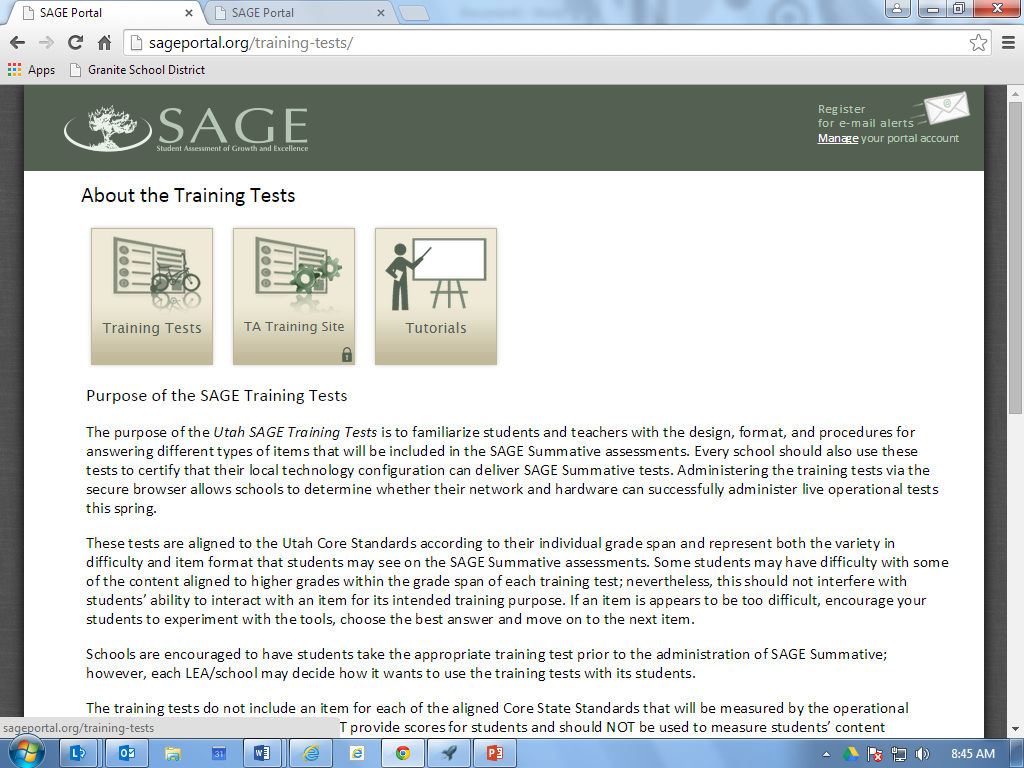 SAGE Portal
SAGE Portal
sageportal.org/training-tests/
Apps
Granite School District
SAGE
Student Assessment of Growth and Excellence
Register
for e-mail alerts
Manage your portal account
About the Training Tests
Training Tests
TA Training Site
Tutorials
Purpose of the SAGE Training Tests
The purpose of the Utah SAGE Training Tests is to familiarize students and teachers with the design, format, and procedures for
answering different types of items that will be included in the SAGE Summative assessments. Every school should also use these
tests to certify that their local technology configuration can deliver SAGE Summative tests. Administering the training tests via the
secure browser allows schools to determine whether their network and hardware can successfully administer live operational tests
this spring.
These tests are aligned to the Utah Core Standards according to their individual grade span and represent both the variety in
difficulty and item format that students may see on the SAGE Summative assessments. Some students may have difficulty with some
of the content aligned to higher grades within the grade span of each training test; nevertheless, this should not interfere with
students’ ability to interact with an item for its intended training purpose. If an item is appears to be too difficult, encourage your
students to experiment with the tools, choose the best answer and move on to the next item.
Schools are encouraged to have students take the appropriate training test prior to the administration of SAGE Summative;
however, each LEA/school may decide how it wants to use the training tests with its students.
The training tests do not include an item for each of the aligned Core State Standards that will be measured by the operational
T provide scores for students and should NOT be used to measure students’ content
sageportal.org/training-tests
31
8:45 AM